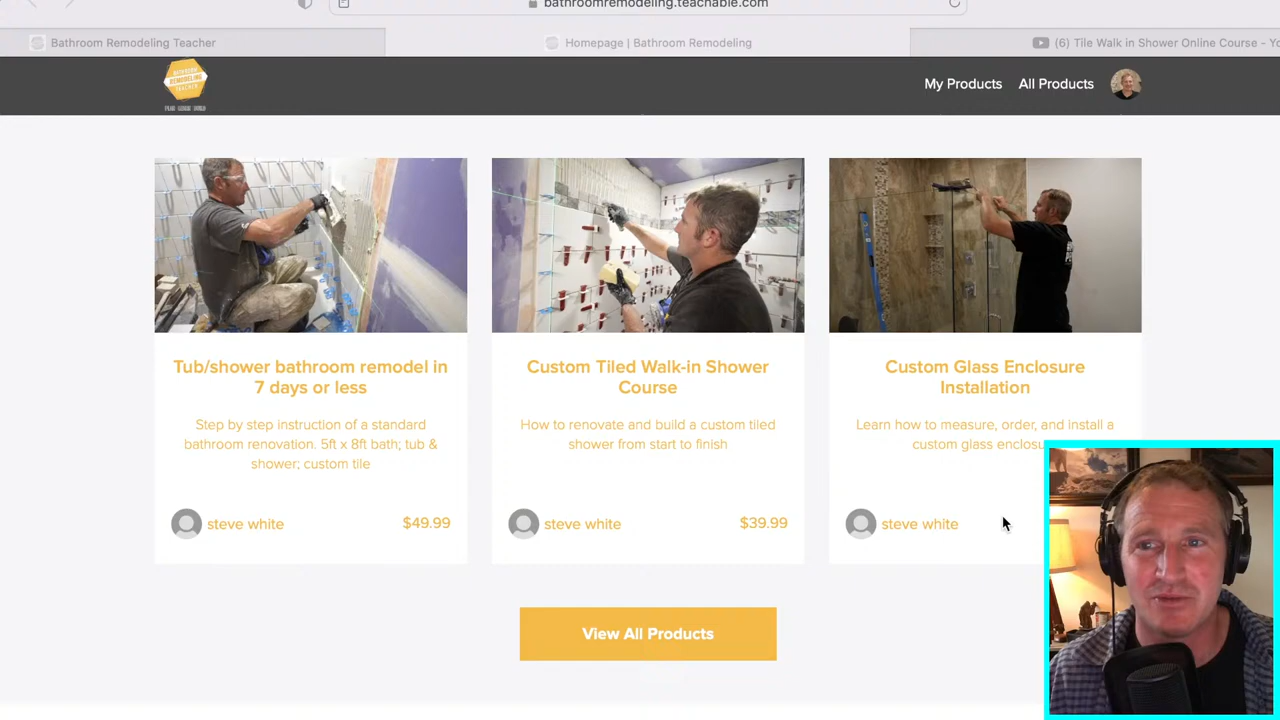 bathroomremodeling.teachable.com
Bathroom Remodeling Teacher
Homepage | Bathroom Remodeling
(6) Tile Walk in Shower Online Course - Yo
BATHROOM
REMODELING
TEACHER
My Products
All Products
Tub/shower bathroom remodel in
7 days or less
Step by step instruction of a standard
bathroom renovation. 5ft x 8ft bath; tub &
shower; custom tile
steve white
$49.99
Custom Tiled Walk-in Shower
Course
How to renovate and build a custom tiled
shower from start to finish
steve white
$39.99
Custom Glass Enclosure
Installation
Learn how to measure, order, and install a
custom glass enclosu
steve white
View All Products